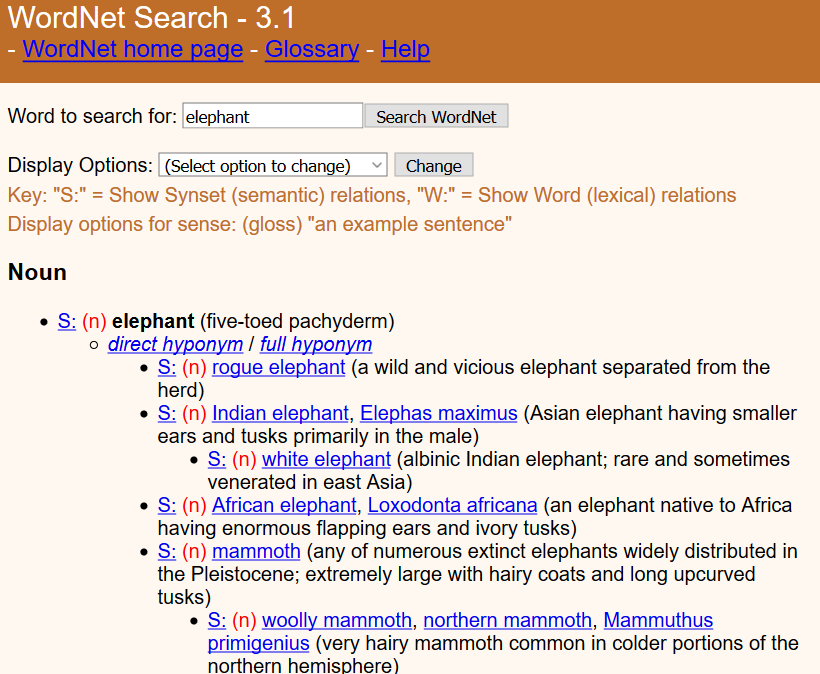 WordNet Search - 3.1
- WordNet home page - Glossary - Help
Word to search for: elephant Search WordNet
Display Options: (Select option to change) Change
Key: "S:" = Show Synset (semantic) relations, "W:" = Show Word (lexical) relations
Display options for sense: (gloss) "an example sentence"
Noun
• S: (n) elephant (five-toed pachyderm)
○ direct hyponym / full hyponym
• S: (n) rogue elephant (a wild and vicious elephant separated from the
herd)
• S: (n) Indian elephant, Elephas maximus (Asian elephant having smaller
ears and tusks primarily in the male)
• S: (n) white elephant (albinic Indian elephant; rare and sometimes
venerated in east Asia)
• S: (n) African elephant, Loxodonta africana (an elephant native to Africa
having enormous flapping ears and ivory tusks)
• S: (n) mammoth (any of numerous extinct elephants widely distributed in
the Pleistocene; extremely large with hairy coats and long upcurved
tusks)
• S: (n) woolly mammoth, northern mammoth, Mammuthus
primigenius (very hairy mammoth common in colder portions of the
northern hemisphere)